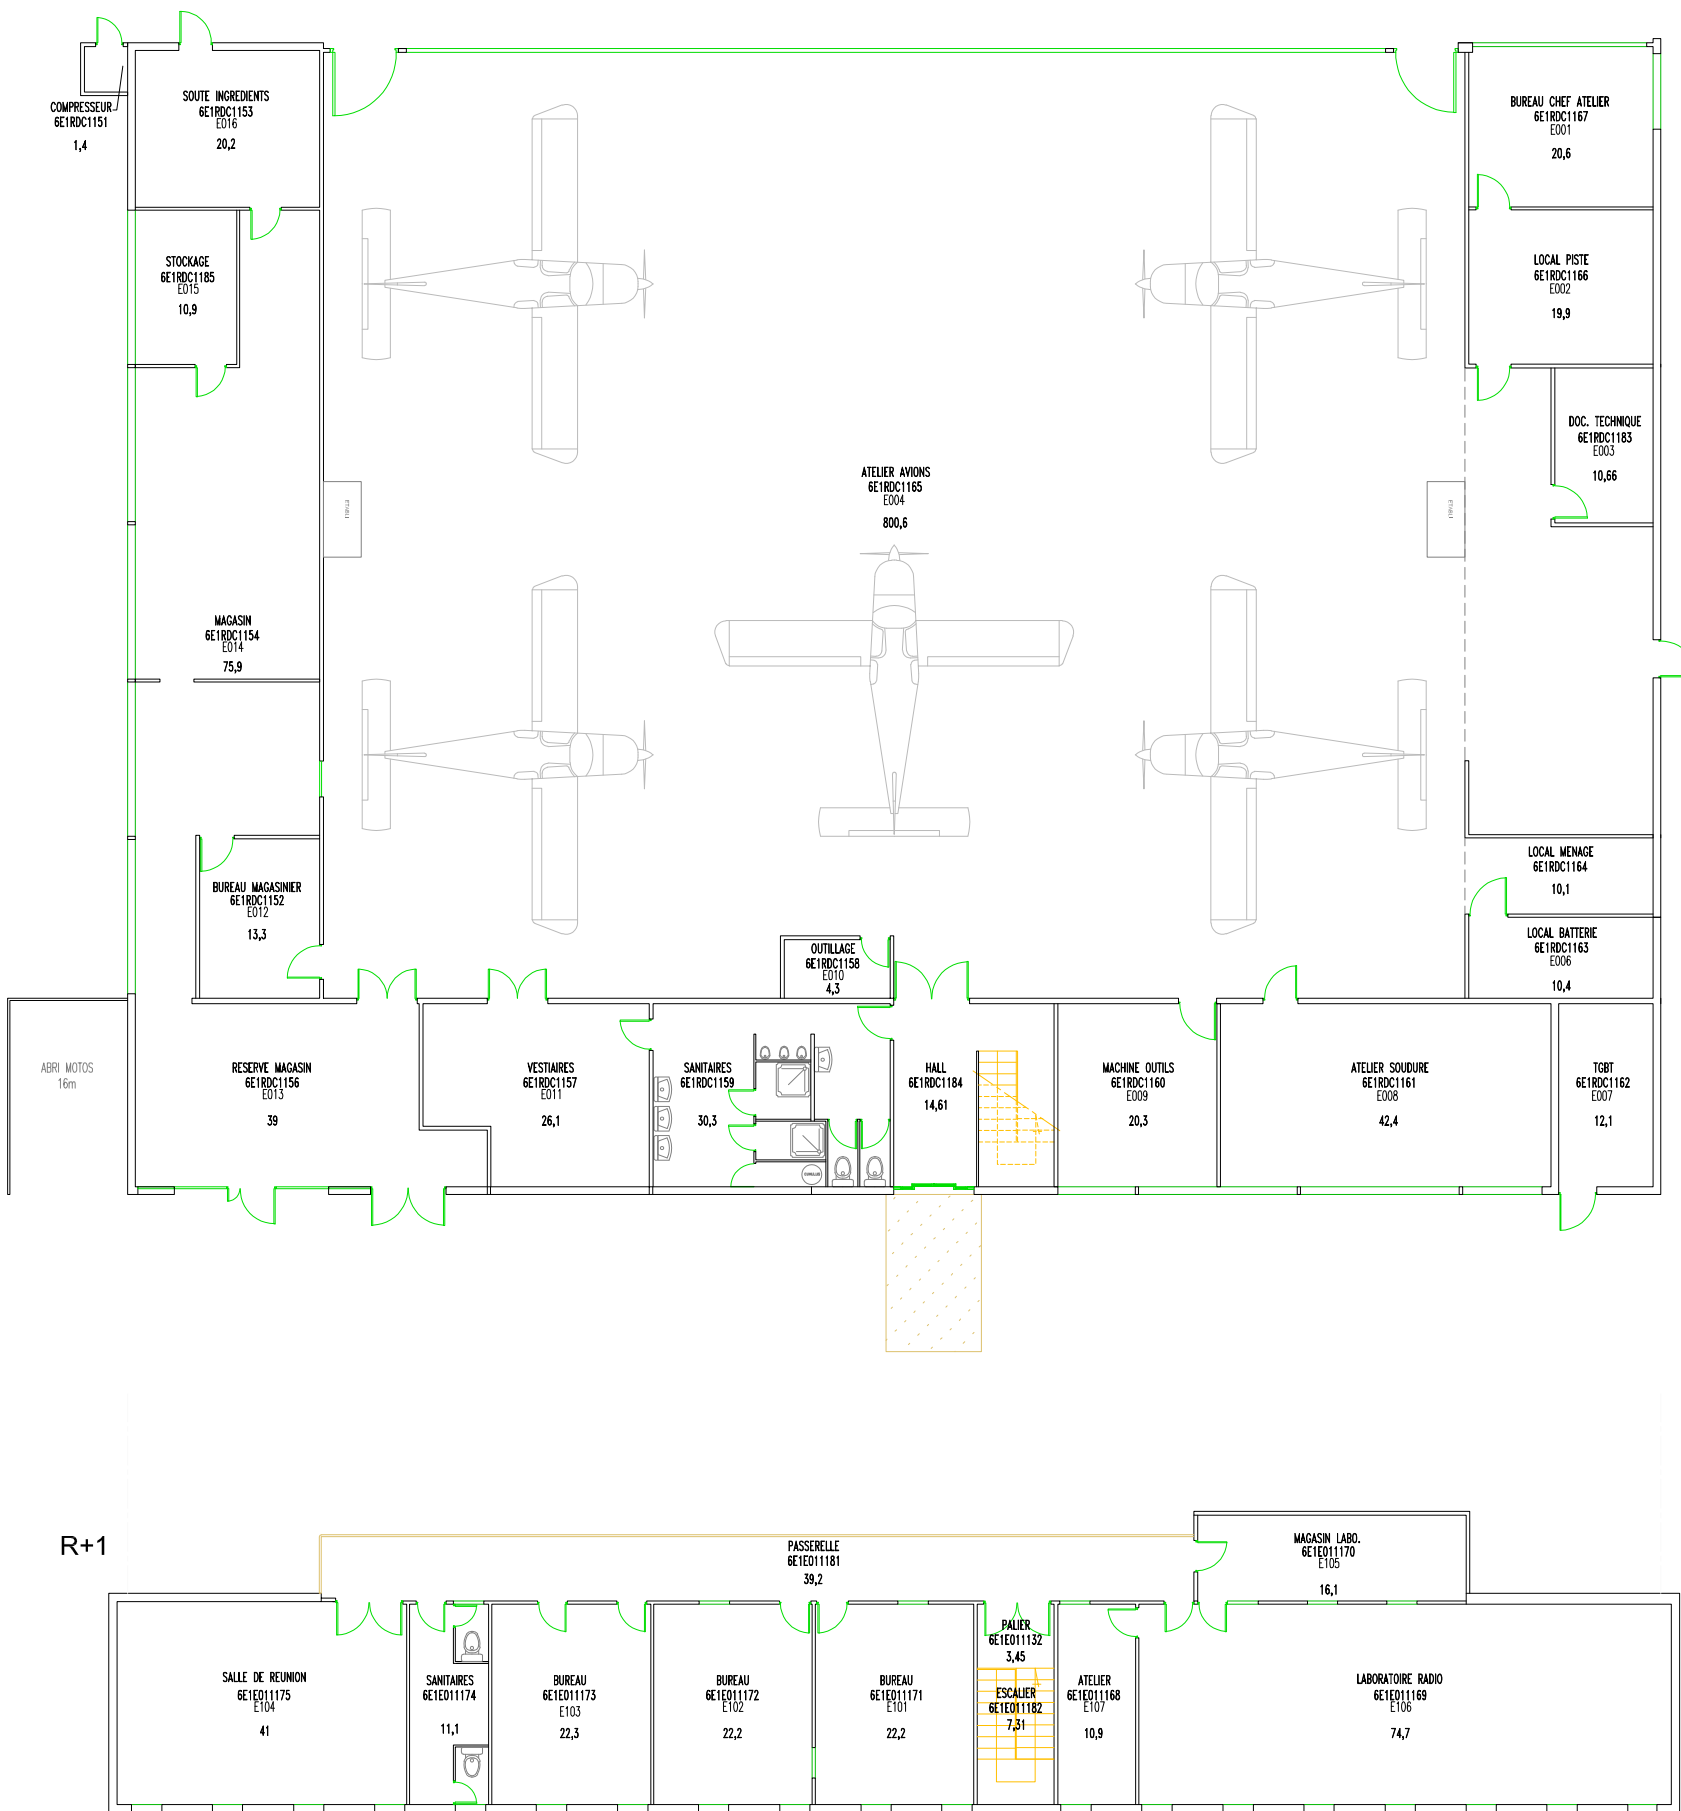 COMPRESSEUR
6E1RDC1151
1,4
SOUTE INGREDIENTS
6E1RDC1153
E016
20,2
BUREAU CHEF ATELIER
6E1RDC1167
E001
20,6
STOCKAGE
6E1RDC1185
E015
10,9
LOCAL PISTE
6E1RDC1166
E002
19,9
DOC. TECHNIQUE
6E1RDC1183
E003
10,66
ATELIER AVIONS
6E1RDC1165
E004
800,6
ETABLI
ETABLI
MAGASIN
6E1RDC1154
E014
75,9
BUREAU MAGASINIER
6E1RDC1152
E012
13,3
LOCAL MENAGE
6E1RDC1164
10,1
LOCAL BATTERIE
6E1RDC1163
E006
10,4
OUTILLAGE
6E1RDC1158
E010
4,3
ABRI MOTOS
16m
RESERVE MAGASIN
6E1RDC1156
E013
39
VESTIAIRES
6E1RDC1157
E011
26,1
SANITAIRES
6E1RDC1159
30,3
CUMULUS
HALL
6E1RDC1184
14,61
MACHINE OUTILS
6E1RDC1160
E009
20,3
ATELIER SOUDURE
6E1RDC1161
E008
42,4
TGBT
6E1RDC1162
E007
12,1
R+1
PASSERELLE
6E1E011181
39,2
MAGASIN LABO.
6E1E011170
E105
16,1
SALLE DE REUNION
6E1E011175
E104
41
SANITAIRES
6E1E011174
11,1
BUREAU
6E1E011173
E103
22,3
BUREAU
6E1E011172
E102
22,2
BUREAU
6E1E011171
E101
22,2
PALIER
6E1E011132
3,45
ESCALIER
6E1E011182
7,31
ATELIER
6E1E011168
E107
10,9
LABORATOIRE RADIO
6E1E011169
E106
74,7